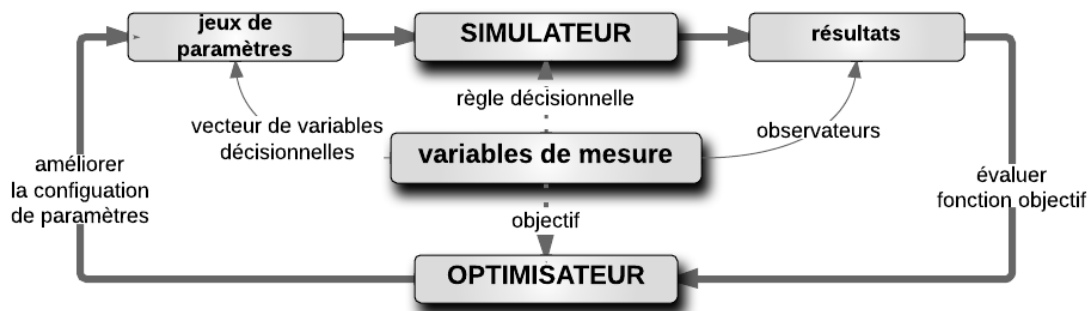 jeux de
paramètres
SIMULATEUR
résultats
règle décisionnelle
vecteur de variables
décisionnelles
observateurs
variables de mesure
améliorer
la configuation
de paramètres
évaluer
fonction objectif
objectif
OPTIMISATEUR